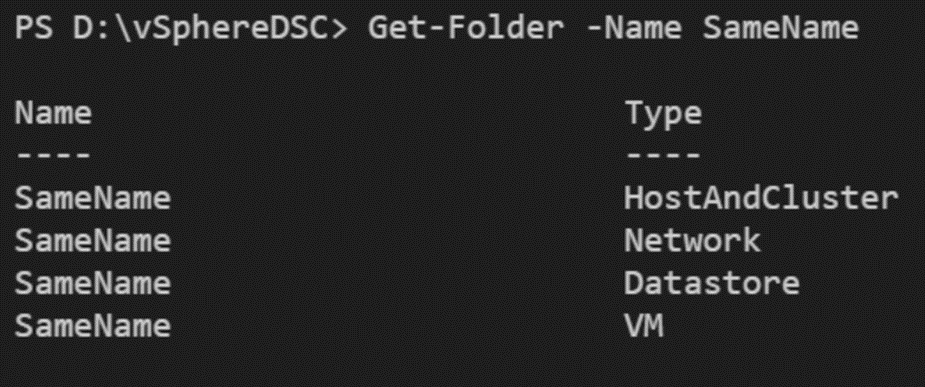 PS D:\vSphereDSC> Get-Folder -Name SameName
Name Type
---- ----
SameName HostAndCluster
SameName Network
SameName Datastore
SameName VM